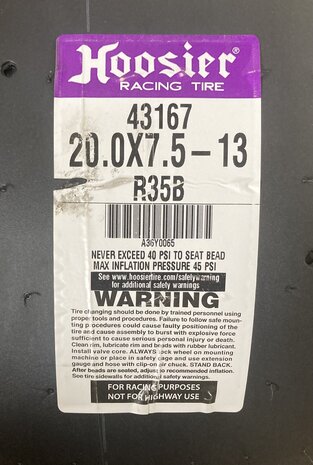 Hoosier®
RACING TIRE
43167
20.0X7.5-13
R35B
A36Y0065
NEVER EXCEED 40 PSI TO SEAT BEAD
MAX INFLATION PRESSURE 45 PSI
See www.hoosiertire.com/safetywarning
for additional safety warnings
WARNING
Tire changing should be done by trained personnel using
proper tools and procedures. Failure to follow safe moun-
ting procedures could cause faulty positioning of the
tire and cause assembly to burst with explosive force
sufficient to cause serious personal injury or death.
Clean rim, lubricate rim and beads with rubber lubricant.
Install valve core. ALWAYS lock wheel on mounting
machine or place in safety cage and use extension
gauge and hose with clip-on air chuck. STAND BACK.
After beads are sealed, adjust to recommended inflation.
See tire sidewalls for additional safety warnings.
FOR RACING PURPOSES
NOT FOR HIGHWAY USE